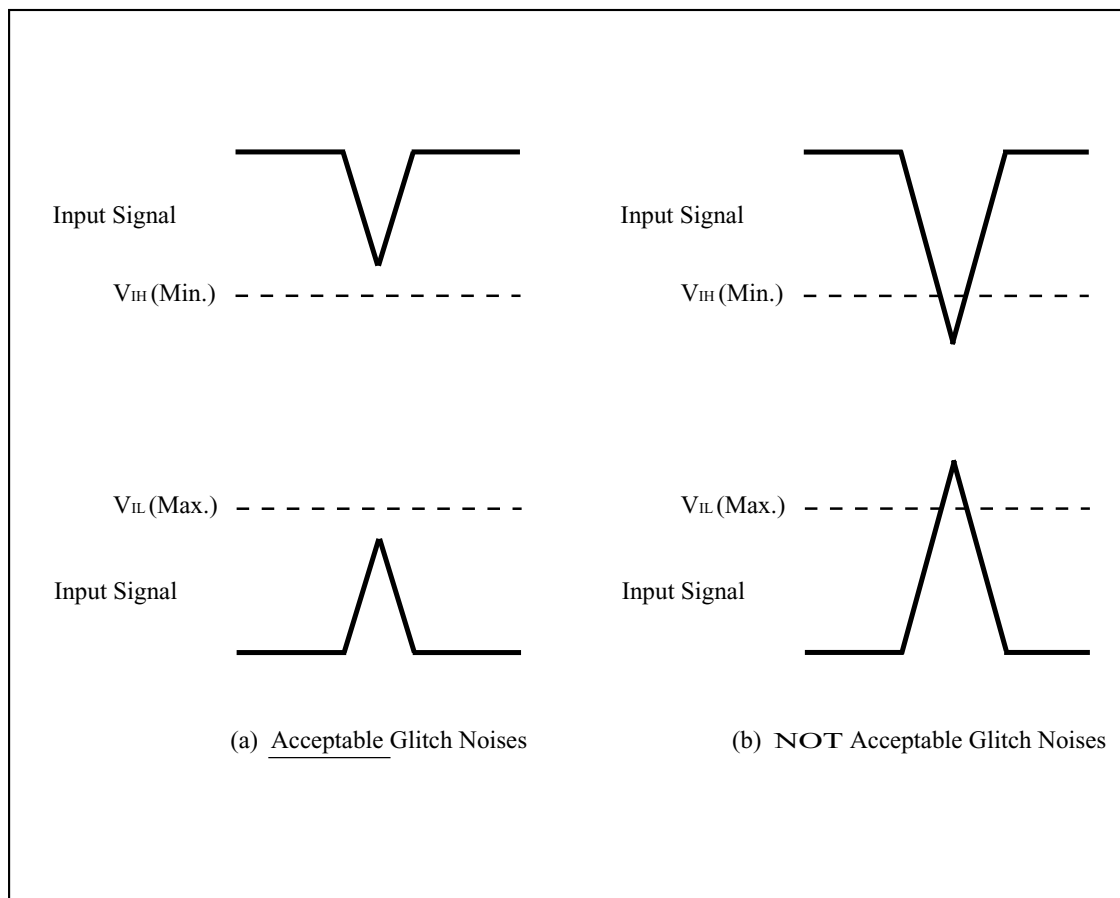 Input Signal
VIH (Min.)
VIL (Max.)
Input Signal
(a) Acceptable Glitch Noises
Input Signal
VIH (Min.)
VIL (Max.)
Input Signal
(b) NOT Acceptable Glitch Noises